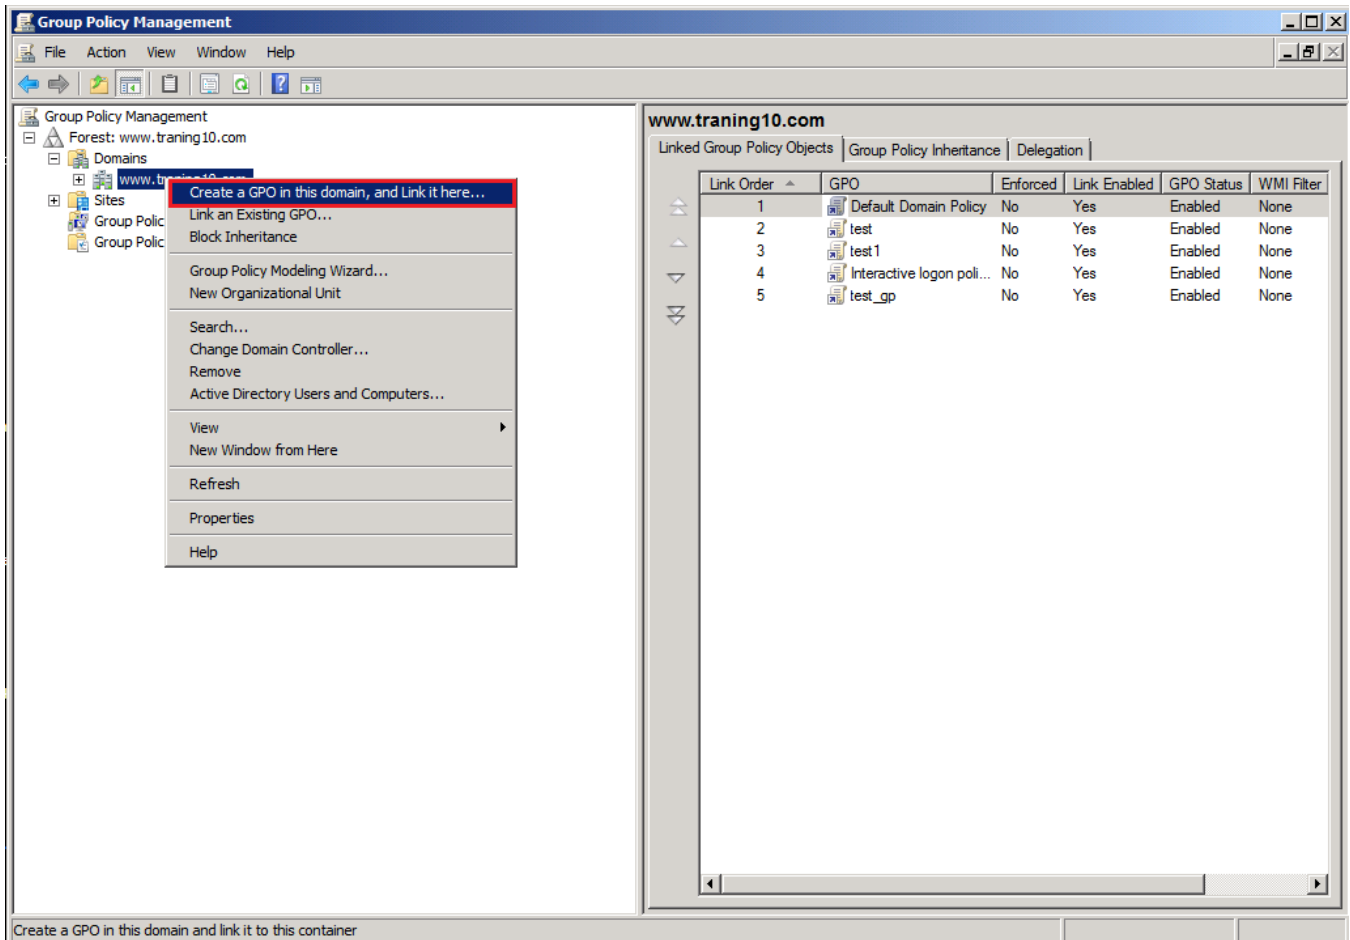 Group Policy Management
File Action View Window Help
Group Policy Management
Forest: www.traning10.com
Domains
www.traning10.com
Sites
Group Polic
Group Polic
Create a GPO in this domain, and Link it here...
Link an Existing GPO...
Block Inheritance
Group Policy Modeling Wizard...
New Organizational Unit
Search...
Change Domain Controller...
Remove
Active Directory Users and Computers...
View
New Window from Here
Refresh
Properties
Help
www.traning10.com
Linked Group Policy Objects Group Policy Inheritance Delegation
Link Order GPO Enforced Link Enabled GPO Status WMI Filter
1 Default Domain Policy No Yes Enabled None
2 test No Yes Enabled None
3 test1 No Yes Enabled None
4 Interactive logon poli... No Yes Enabled None
5 test_gp No Yes Enabled None
Create a GPO in this domain and link it to this container